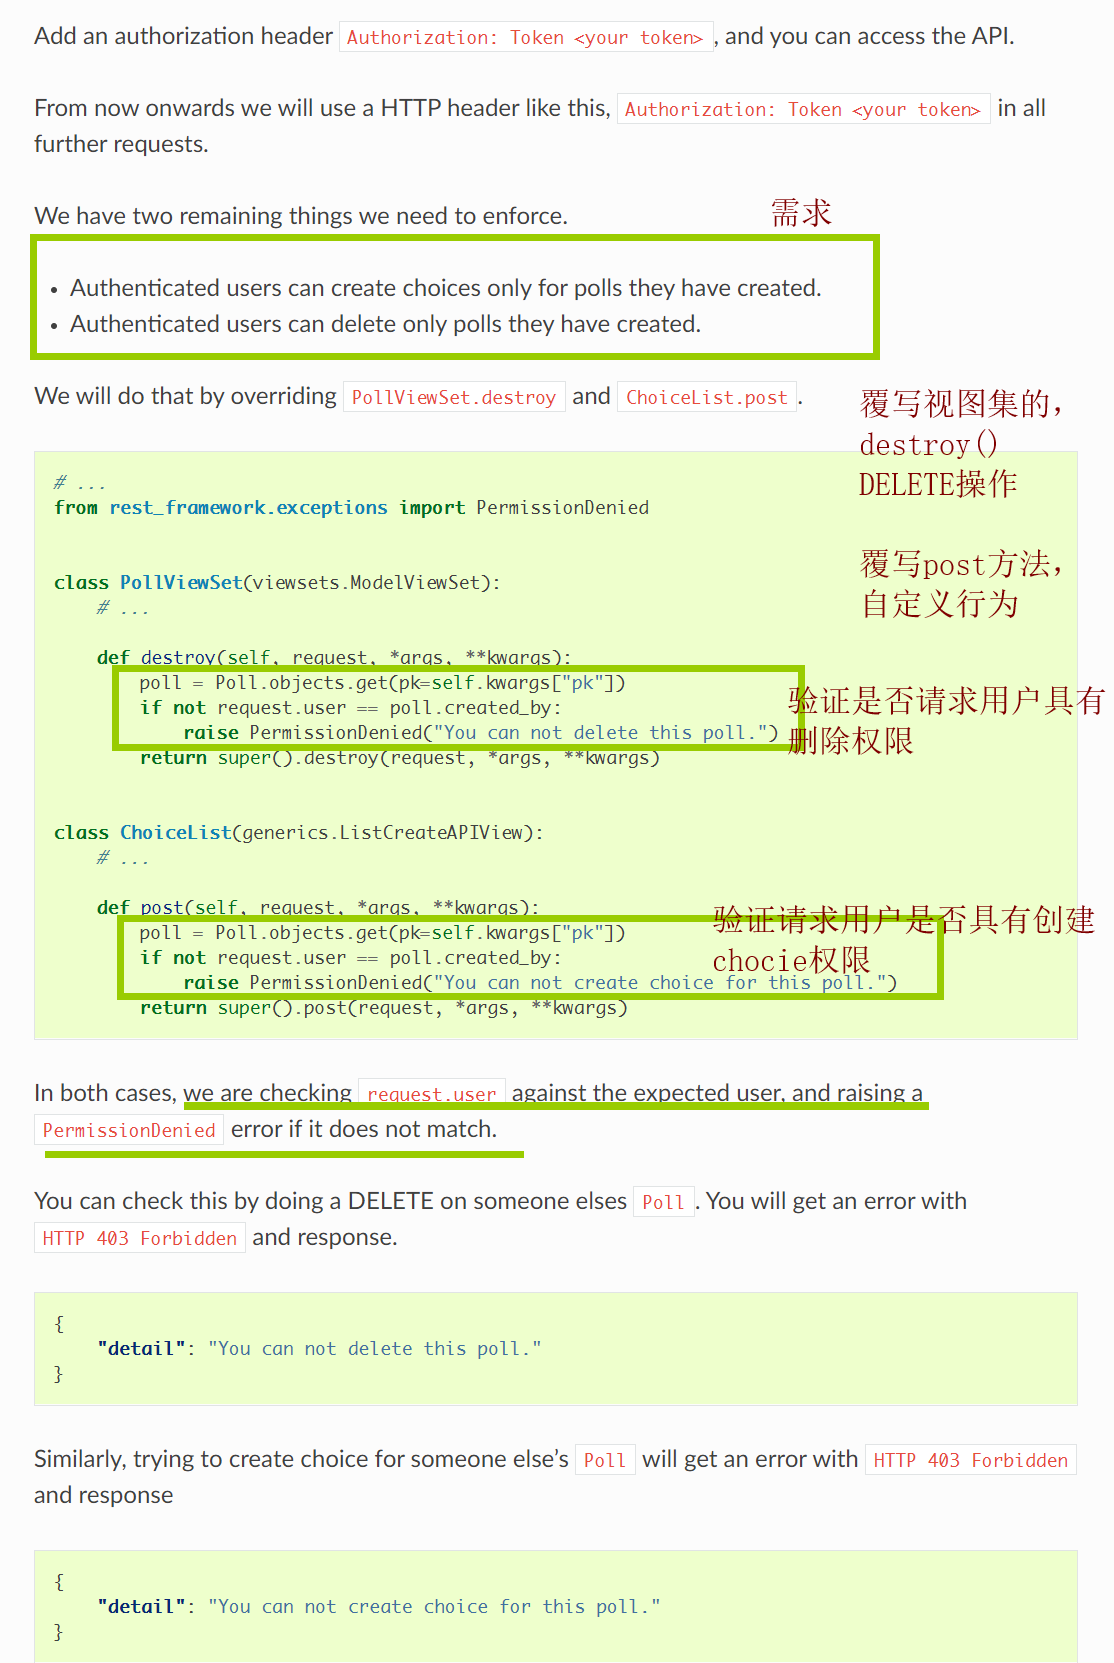 Add an authorization header Authorization: Token <your token>, and you can access the API.
From now onwards we will use a HTTP header like this, Authorization: Token <your token> in all
further requests.
We have two remaining things we need to enforce.
需求
• Authenticated users can create choices only for polls they have created.
• Authenticated users can delete only polls they have created.
We will do that by overriding PollViewSet.destroy and ChoiceList.post.
覆写视图集的，
destroy()
DELETE操作
# ...
from rest_framework.exceptions import PermissionDenied
覆写post方法，
自定义行为
class PollViewSet(viewsets.ModelViewSet):
    # ...
    def destroy(self, request, *args, **kwargs):
        poll = Poll.objects.get(pk=self.kwargs["pk"])
        if not request.user == poll.created_by:
            raise PermissionDenied("You can not delete this poll.")
        return super().destroy(request, *args, **kwargs)
验证是否请求用户具有
删除权限
class ChoiceList(generics.ListCreateAPIView):
    # ...
    def post(self, request, *args, **kwargs):
        poll = Poll.objects.get(pk=self.kwargs["pk"])
        if not request.user == poll.created_by:
            raise PermissionDenied("You can not create choice for this poll.")
        return super().post(request, *args, **kwargs)
验证请求用户是否具有创建
chocie权限
In both cases, we are checking request.user against the expected user, and raising a
PermissionDenied error if it does not match.
You can check this by doing a DELETE on someone elses Poll. You will get an error with
HTTP 403 Forbidden and response.
{
    "detail": "You can not delete this poll."
}
Similarly, trying to create choice for someone else’s Poll will get an error with HTTP 403 Forbidden
and response
{
    "detail": "You can not create choice for this poll."
}